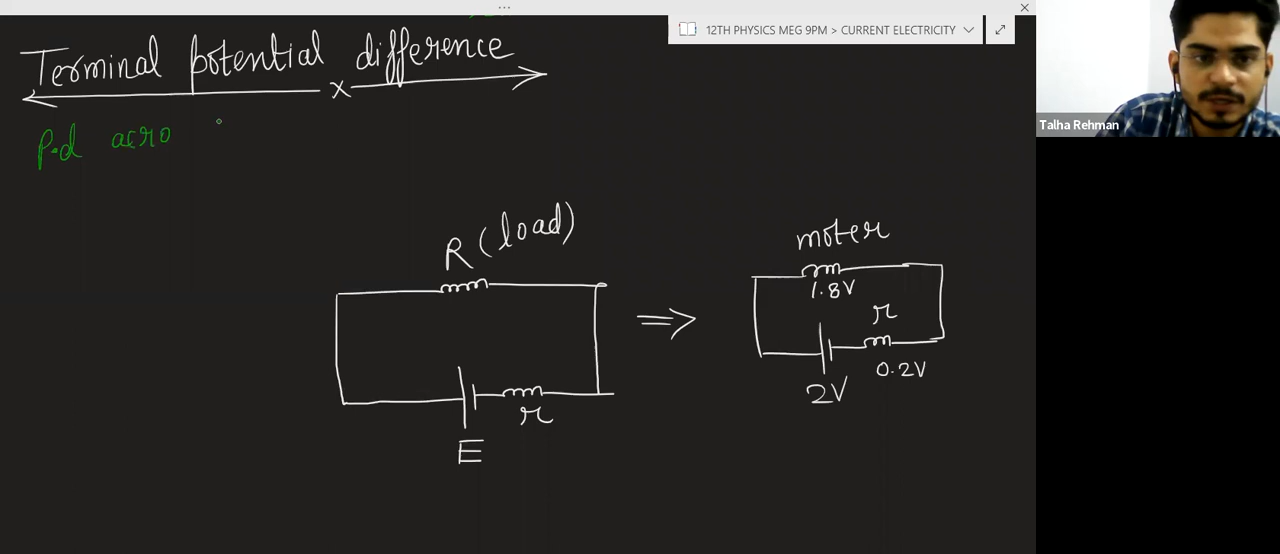 12TH PHYSICS MEG 9PM > CURRENT ELECTRICITY
Terminal potential difference
x
P.d acro
Talha Rehman
R (load)
r
E
moter
1.8V
r
0.2V
2V